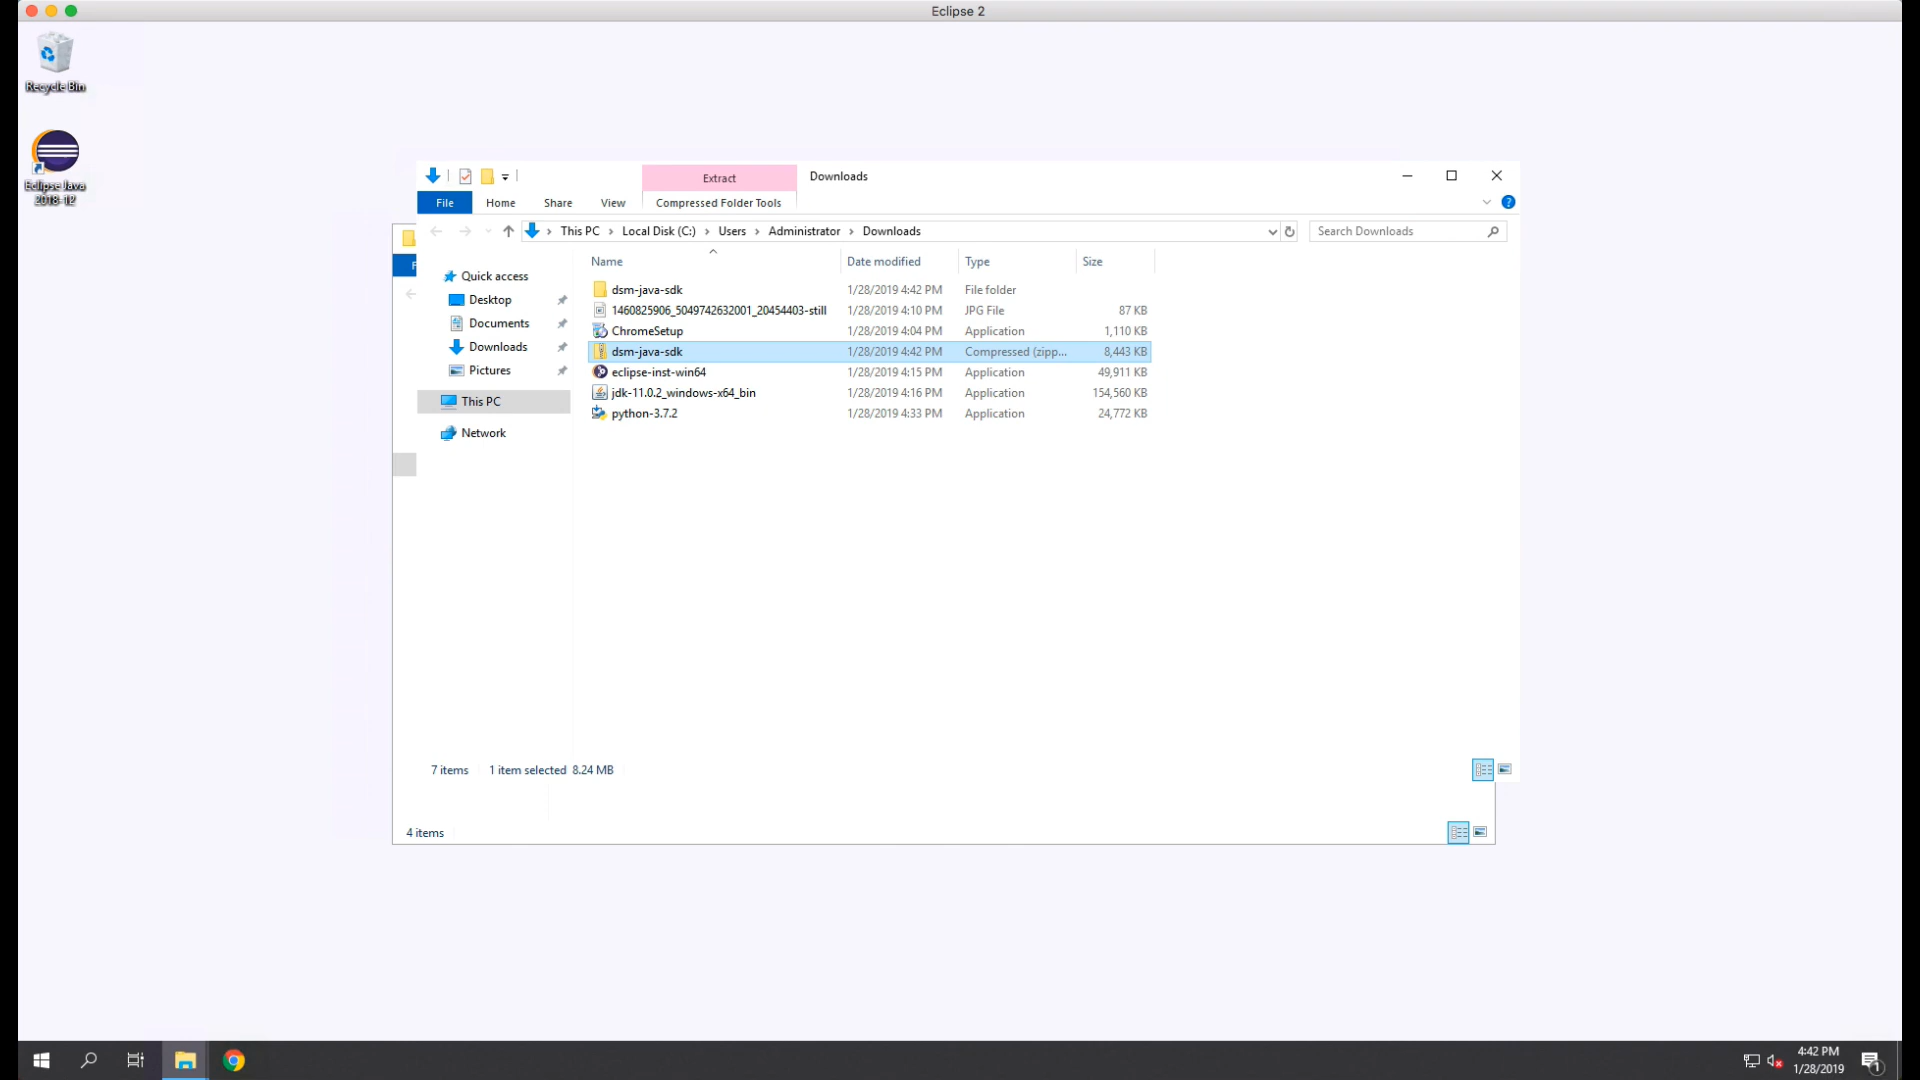 Eclipse 2
Recycle Bin
Eclipse Java
2018-12
Extract
Downloads
File
Home
Share
View
Compressed Folder Tools
This PC
Local Disk (C:)
Users
Administrator
Downloads
Search Downloads
Name
Date modified
Type
Size
Quick access
Desktop
Documents
Downloads
Pictures
This PC
Network
dsm-java-sdk 1/28/2019 4:42 PM File folder
1460825906_5049742632001_20454403-still 1/28/2019 4:10 PM JPG File 87 KB
ChromeSetup 1/28/2019 4:04 PM Application 1,110 KB
dsm-java-sdk 1/28/2019 4:42 PM Compressed (zipp... 8,443 KB
eclipse-inst-win64 1/28/2019 4:15 PM Application 49,911 KB
jdk-11.0.2_windows-x64_bin 1/28/2019 4:16 PM Application 154,560 KB
python-3.7.2 1/28/2019 4:33 PM Application 24,772 KB
7 items 1 item selected 8.24 MB
4 items
4:42 PM
1/28/2019
1